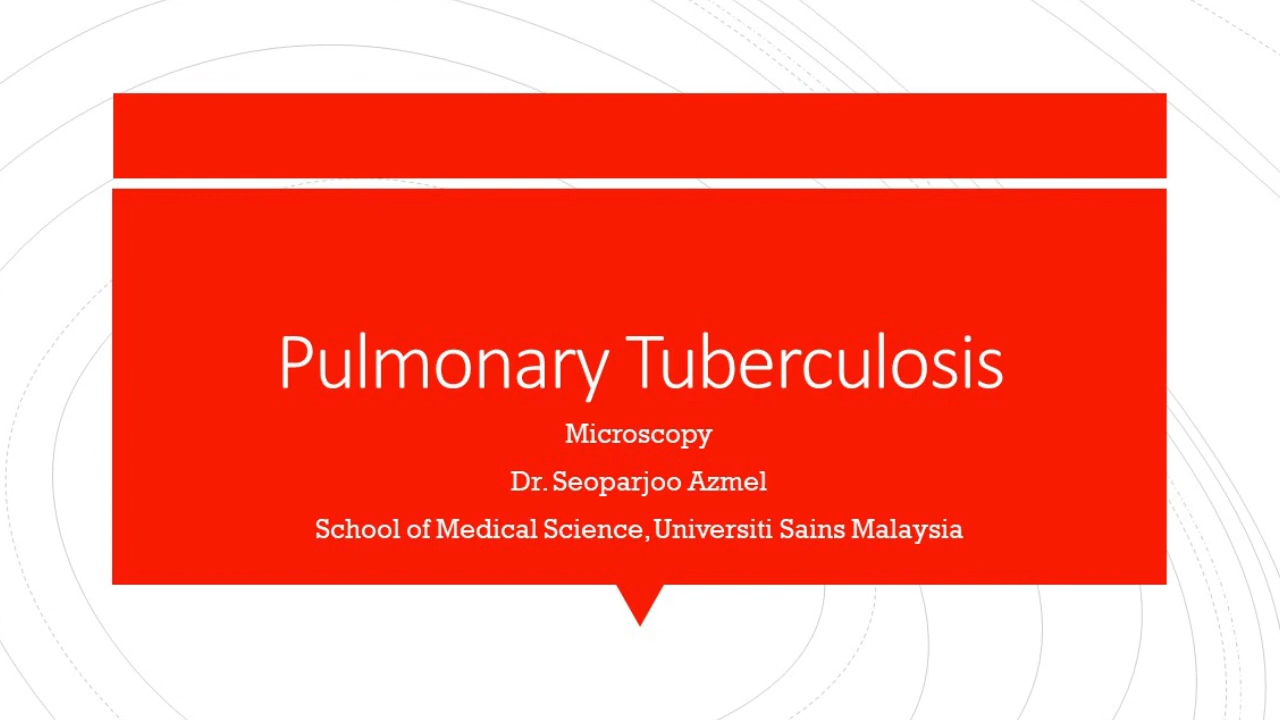 Pulmonary Tuberculosis
Microscopy
Dr. Seoparjoo Azmel
School of Medical Science, Universiti Sains Malaysia